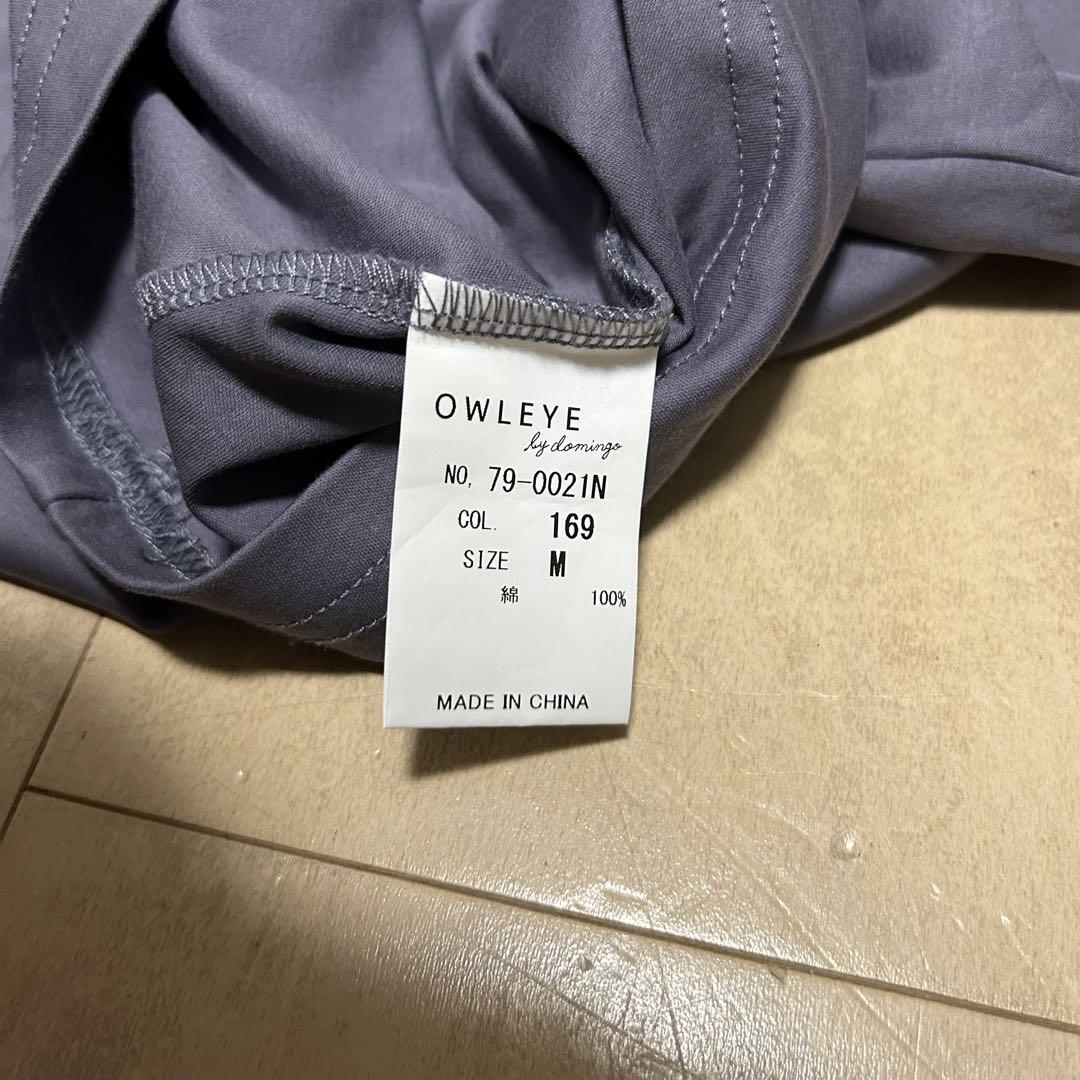 OWLEYE
by domingo
NO, 79-0021N
COL. 169
SIZE M
綿 100%
MADE IN CHINA